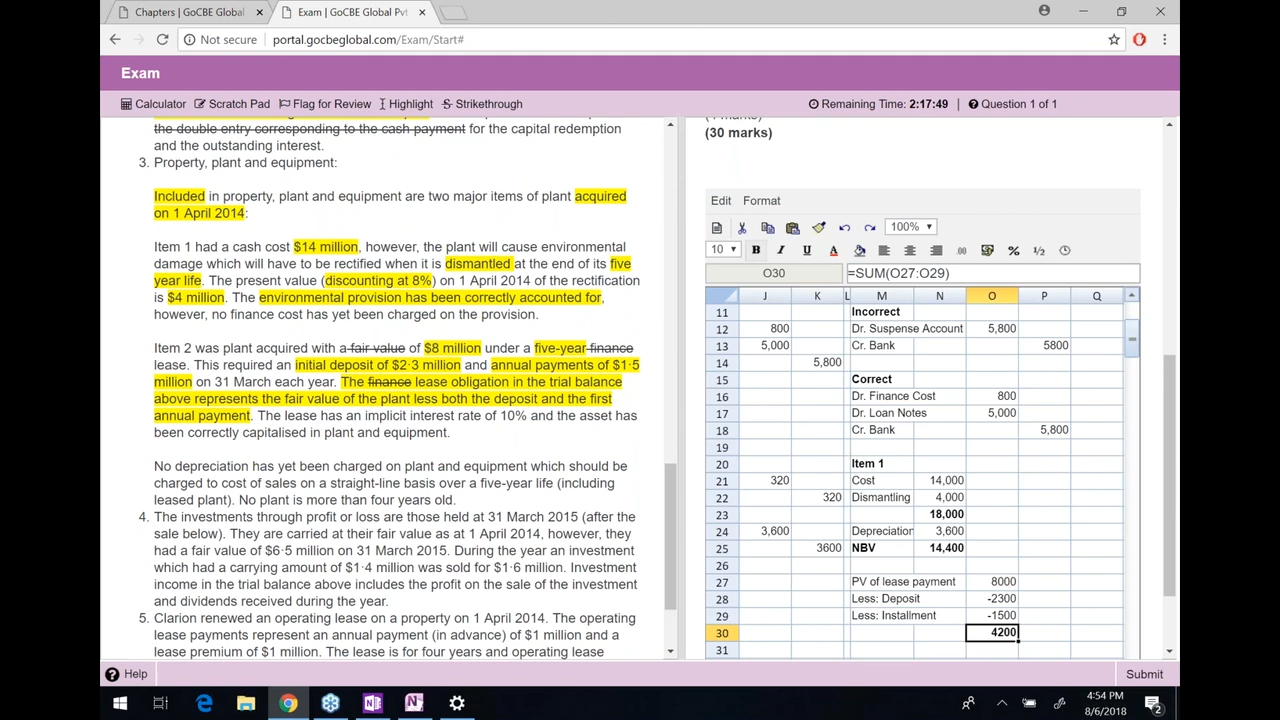 Chapters | GoCBE Global
Exam | GoCBE Global Pvt
Not secure | portal.gocbeglobal.com/Exam/Start#
Exam
Calculator Scratch Pad Flag for Review Highlight Strikethrough
Remaining Time: 2:17:49 | Question 1 of 1
the double entry corresponding to the cash payment for the capital redemption
and the outstanding interest.
3. Property, plant and equipment:
Included in property, plant and equipment are two major items of plant acquired
on 1 April 2014:
Item 1 had a cash cost $14 million, however, the plant will cause environmental
damage which will have to be rectified when it is dismantled at the end of its five
year life. The present value (discounting at 8%) on 1 April 2014 of the rectification
is $4 million. The environmental provision has been correctly accounted for,
however, no finance cost has yet been charged on the provision.
Item 2 was plant acquired with a fair value of $8 million under a five-year finance
lease. This required an initial deposit of $2·3 million and annual payments of $1·5
million on 31 March each year. The finance lease obligation in the trial balance
above represents the fair value of the plant less both the deposit and the first
annual payment. The lease has an implicit interest rate of 10% and the asset has
been correctly capitalised in plant and equipment.
No depreciation has yet been charged on plant and equipment which should be
charged to cost of sales on a straight-line basis over a five-year life (including
leased plant). No plant is more than four years old.
4. The investments through profit or loss are those held at 31 March 2015 (after the
sale below). They are carried at their fair value as at 1 April 2014, however, they
had a fair value of $6·5 million on 31 March 2015. During the year an investment
which had a carrying amount of $1·4 million was sold for $1·6 million. Investment
income in the trial balance above includes the profit on the sale of the investment
and dividends received during the year.
5. Clarion renewed an operating lease on a property on 1 April 2014. The operating
lease payments represent an annual payment (in advance) of $1 million and a
lease premium of $1 million. The lease is for four years and operating lease
(30 marks)
Edit Format
100%
10 B I U A .00 % 1/2
O30 =SUM(O27:O29)
J K L M N O P Q
11 Incorrect
12 800 Dr. Suspense Account 5,800
13 5,000 Cr. Bank 5800
14 5,800
15 Correct
16 Dr. Finance Cost 800
17 Dr. Loan Notes 5,000
18 Cr. Bank 5,800
19
20 Item 1
21 320 Cost 14,000
22 320 Dismantling 4,000
23 18,000
24 3,600 Depreciation 3,600
25 3600 NBV 14,400
26
27 PV of lease payment 8000
28 Less: Deposit -2300
29 Less: Installment -1500
30 4200
31
Help
Submit
4:54 PM
8/6/2018
2